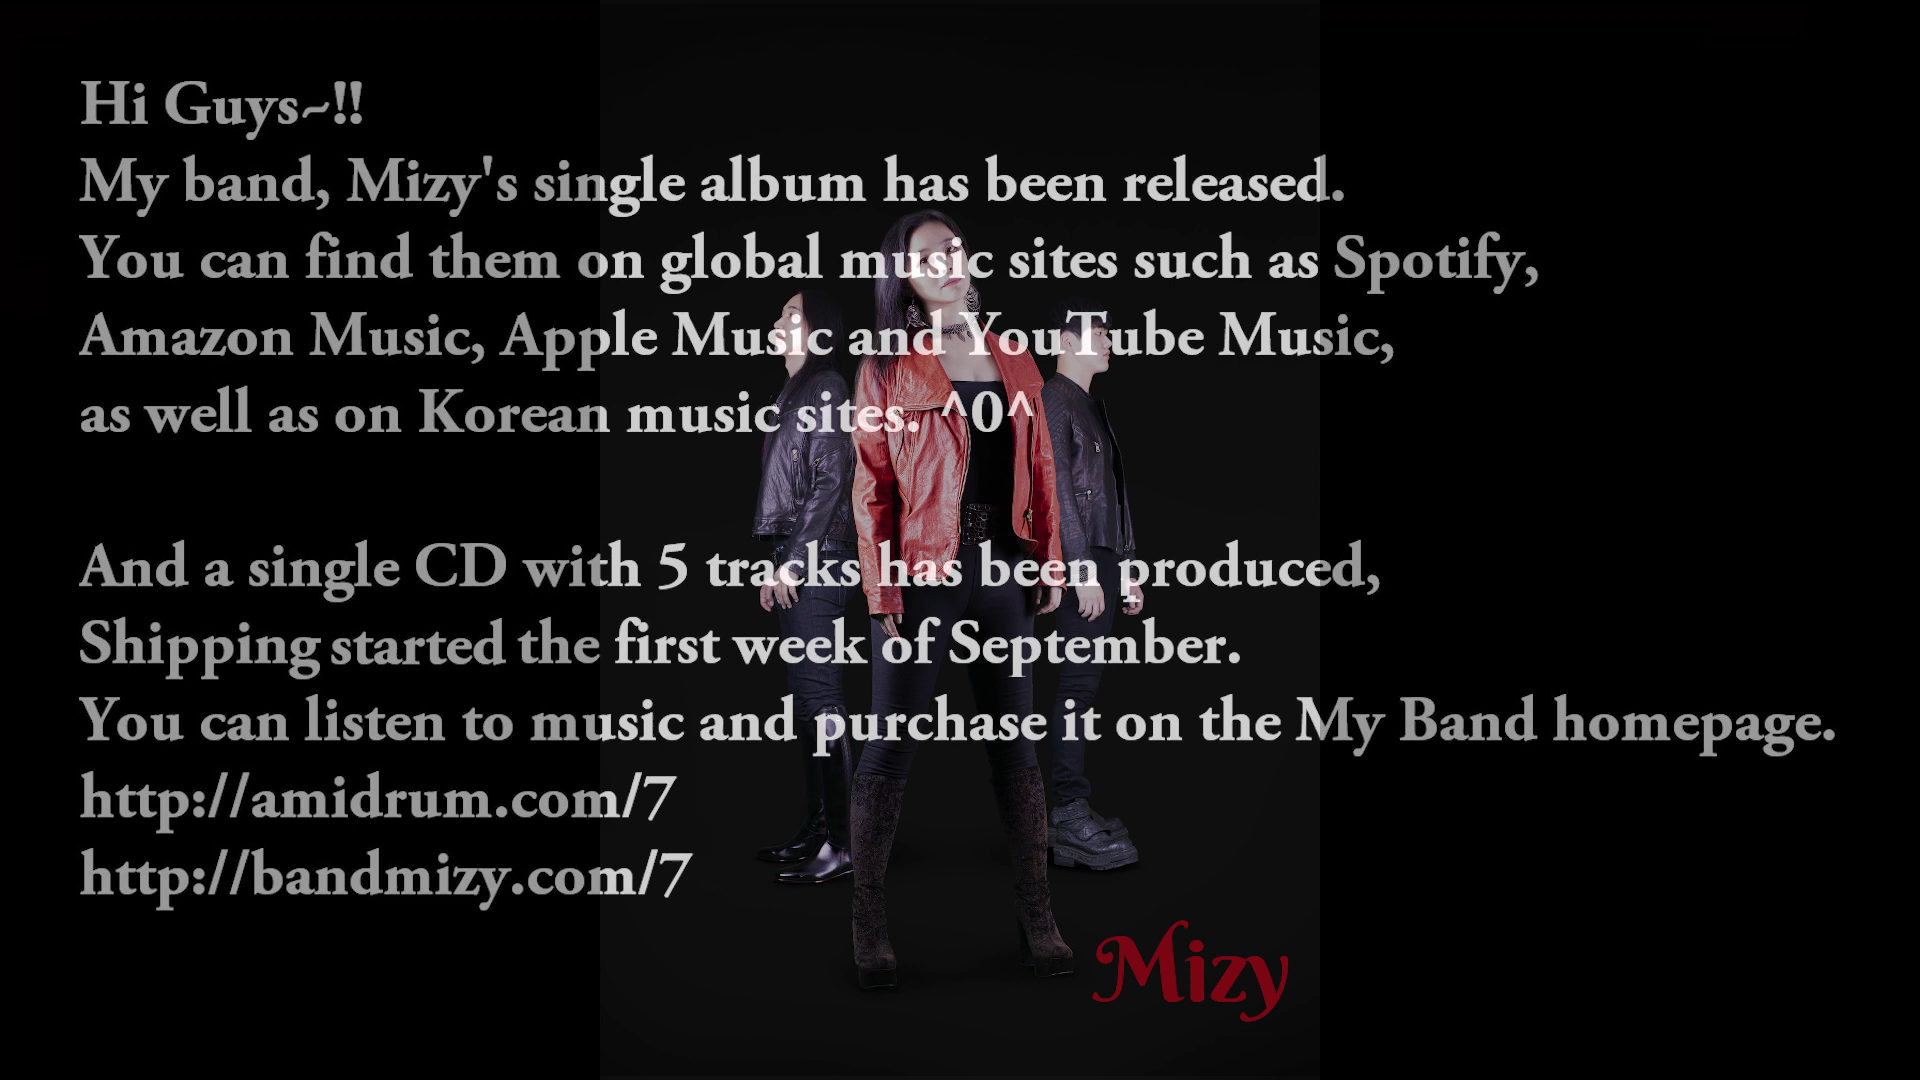 Hi Guys~!!
My band, Mizy's single album has been released.
You can find them on global music sites such as Spotify,
Amazon Music, Apple Music and YouTube Music,
as well as on Korean music sites. ^0^
And a single CD with 5 tracks has been produced,
Shipping started the first week of September.
You can listen to music and purchase it on the My Band homepage.
http://amidrum.com/7
http://bandmizy.com/7
Mizy